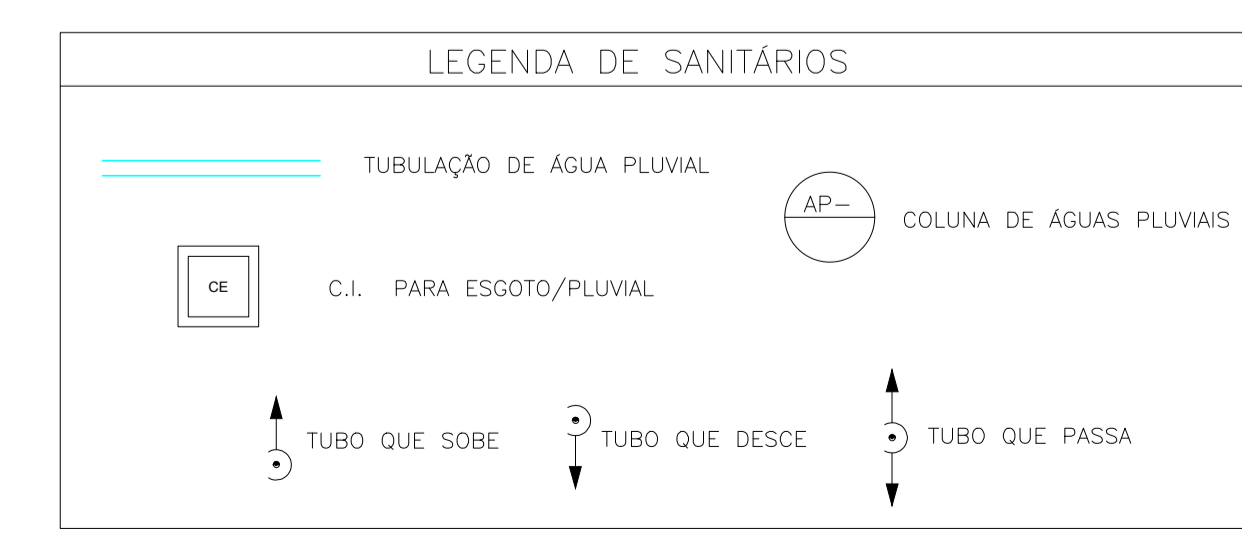 LEGENDA DE SANITÁRIOS
TUBULAÇÃO DE ÁGUA PLUVIAL
AP-
COLUNA DE ÁGUAS PLUVIAIS
CE
C.I. PARA ESGOTO/PLUVIAL
TUBO QUE SOBE
TUBO QUE DESCE
TUBO QUE PASSA